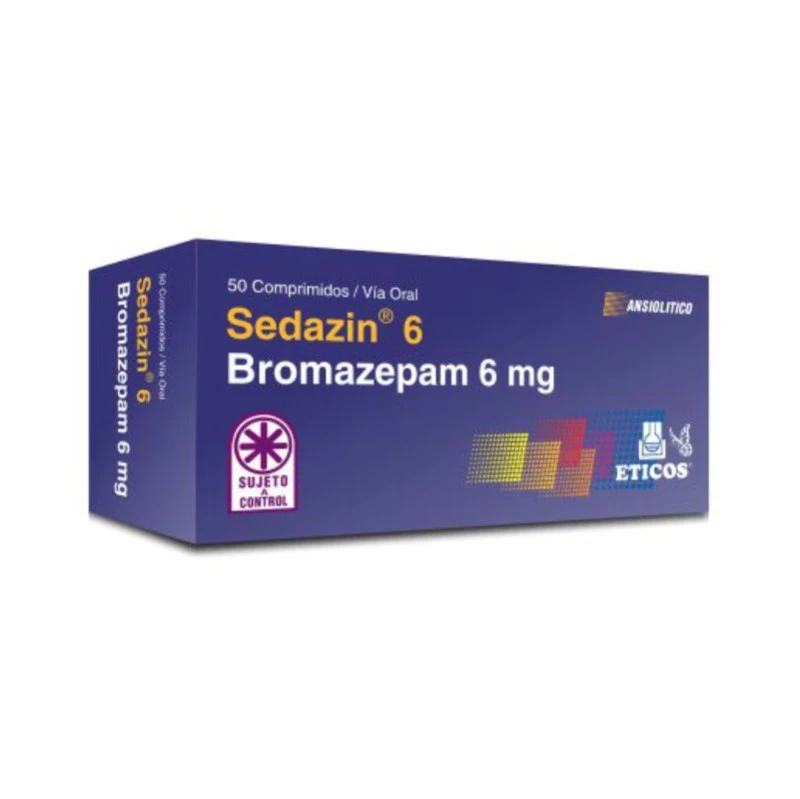 50 Comprimidos / Vía Oral
Sedazin® 6
Bromazepam 6 mg
ANSIOLITICO
SUJETO
A
CONTROL
ETICOS
50 Comprimidos / Vía Oral
Sedazin® 6
Bromazepam 6 mg